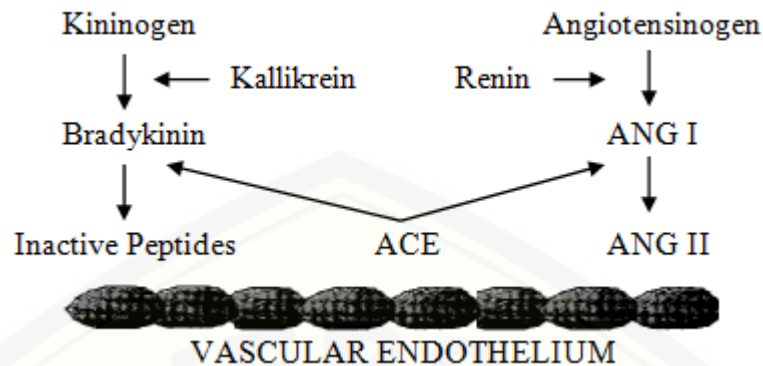 Kininogen Angiotensinogen
Kallikrein Renin
Bradykinin ANG I
Inactive Peptides ACE ANG II
VASCULAR ENDOTHELIUM